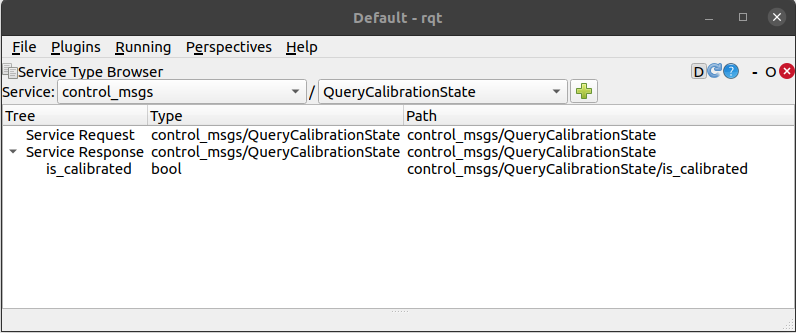 Default - rqt
File Plugins Running Perspectives Help
Service Type Browser D ? - O
Service: control_msgs / QueryCalibrationState
Tree Type Path
Service Request control_msgs/QueryCalibrationState control_msgs/QueryCalibrationState
Service Response control_msgs/QueryCalibrationState control_msgs/QueryCalibrationState
is_calibrated bool control_msgs/QueryCalibrationState/is_calibrated